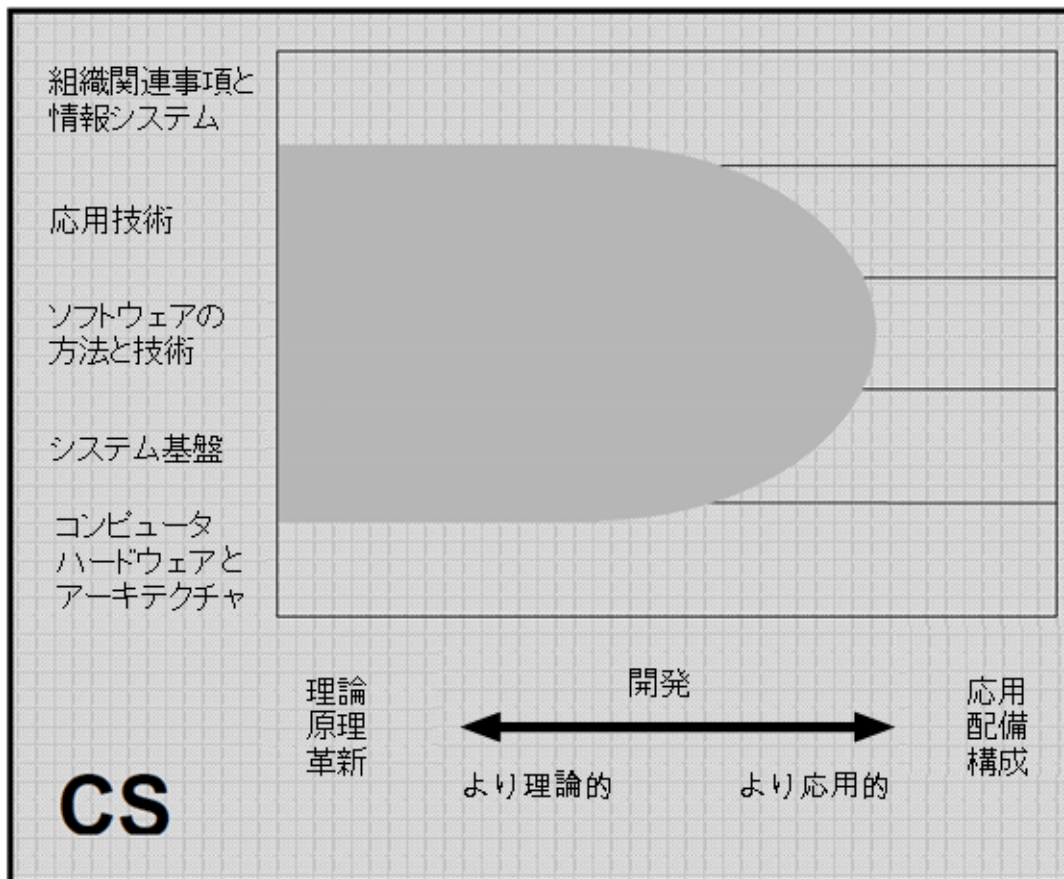 組織関連事項と
情報システム
応用技術
ソフトウェアの
方法と技術
システム基盤
コンピュータ
ハードウェアと
アーキテクチャ
理論
原理
革新
開発
より理論的
より応用的
応用
配備
構成
CS